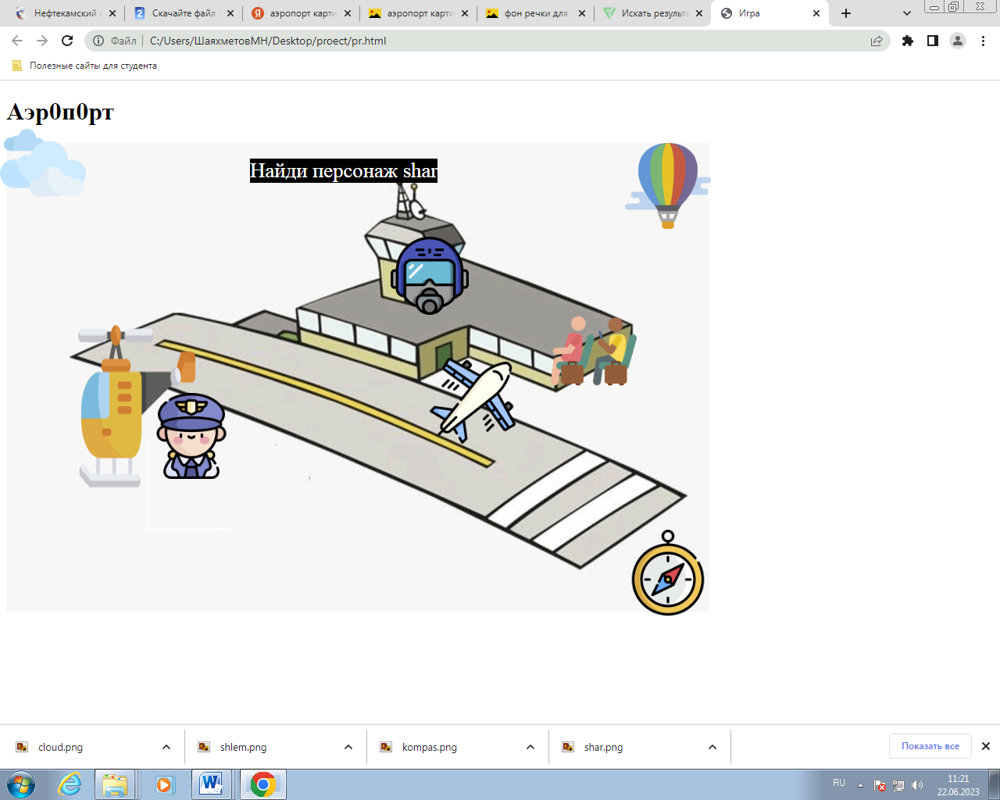 Нефтекамский с
Скачайте файл -
аэропорт карти
аэропорт карти
фон речки для
Искать результа
Игра
Файл
C:/Users/ШаяхметовМН/Desktop/proect/pr.html
Полезные сайты для студента
Аэр0п0рт
Найди персонаж shar
cloud.png
shlem.png
kompas.png
shar.png
Показать все
RU
11:21
22.06.2023